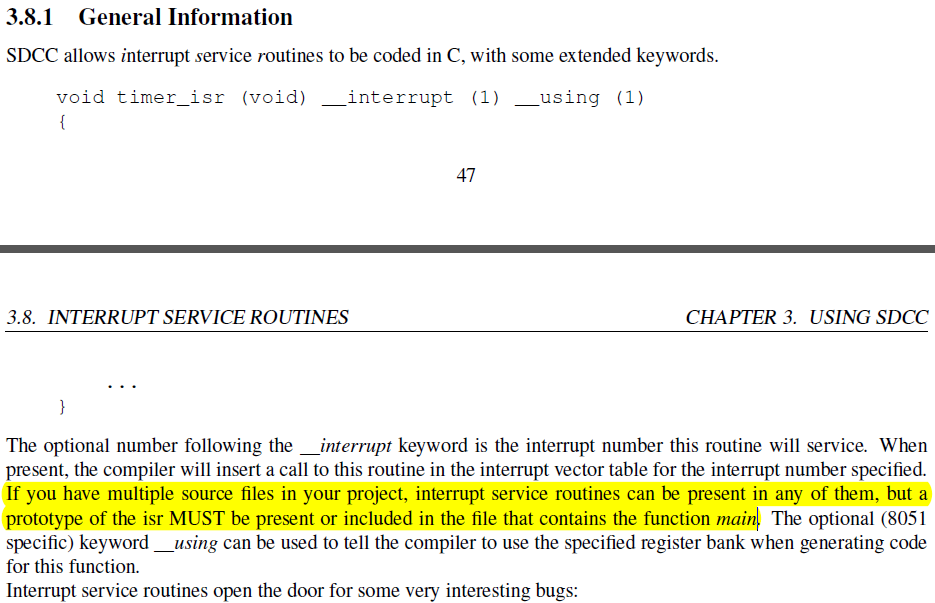 3.8.1 General Information
SDCC allows interrupt service routines to be coded in C, with some extended keywords.
void timer_isr (void) __interrupt (1) __using (1)
{
47
3.8. INTERRUPT SERVICE ROUTINES CHAPTER 3. USING SDCC
...
}
The optional number following the __interrupt keyword is the interrupt number this routine will service. When
present, the compiler will insert a call to this routine in the interrupt vector table for the interrupt number specified.
If you have multiple source files in your project, interrupt service routines can be present in any of them, but a
prototype of the isr MUST be present or included in the file that contains the function main. The optional (8051
specific) keyword __using can be used to tell the compiler to use the specified register bank when generating code
for this function.
Interrupt service routines open the door for some very interesting bugs: